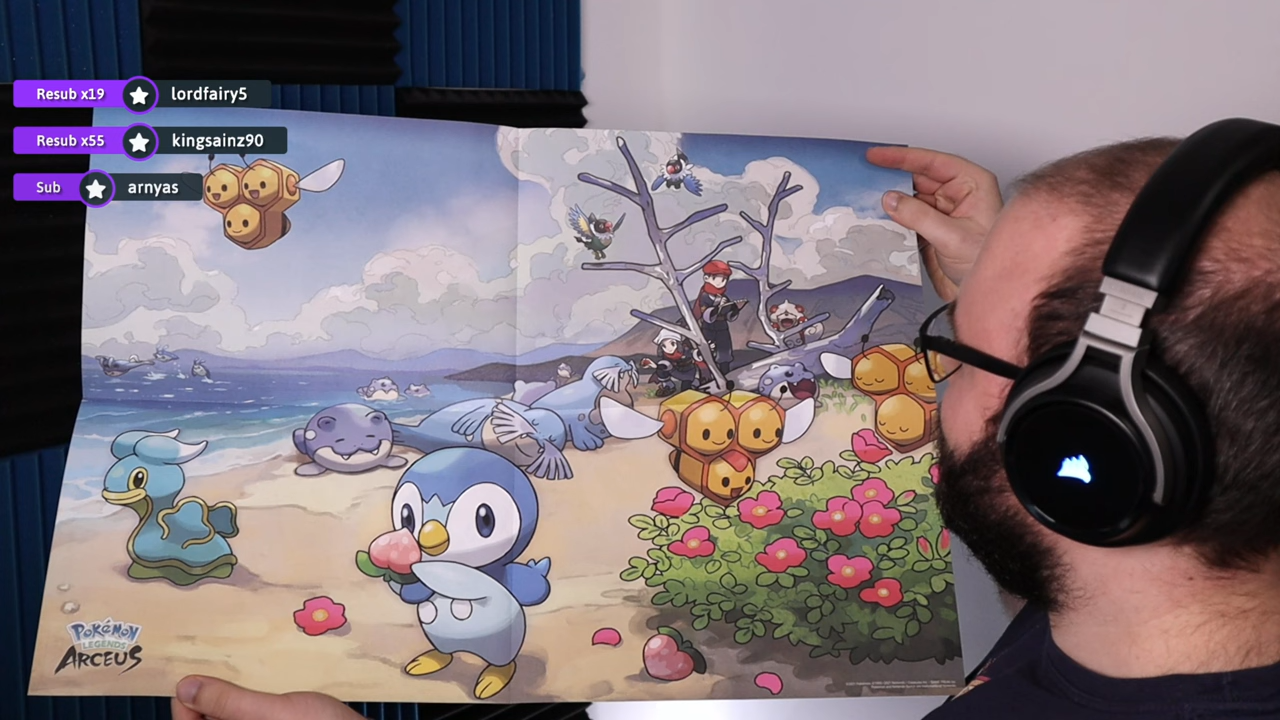 Resub x19 lordfairy5
Resub x55 kingsainz90
Sub arnyas
POKéMON
LEGENDS
ARCEUS